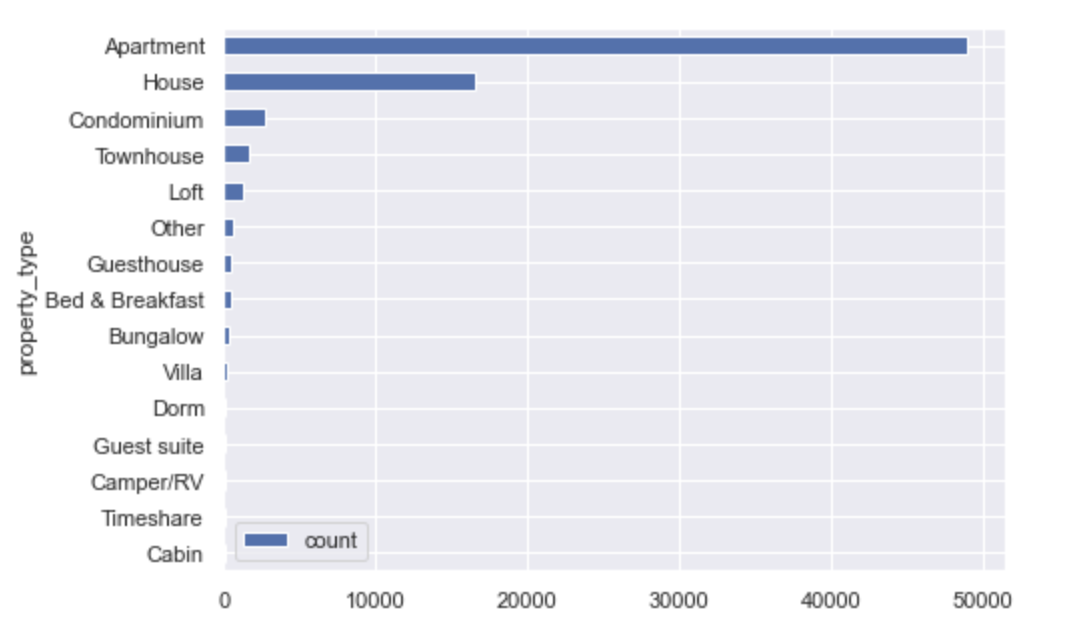 property_type
Apartment
House
Condominium
Townhouse
Loft
Other
Guesthouse
Bed & Breakfast
Bungalow
Villa
Dorm
Guest suite
Camper/RV
Timeshare
Cabin
count
0 10000 20000 30000 40000 50000